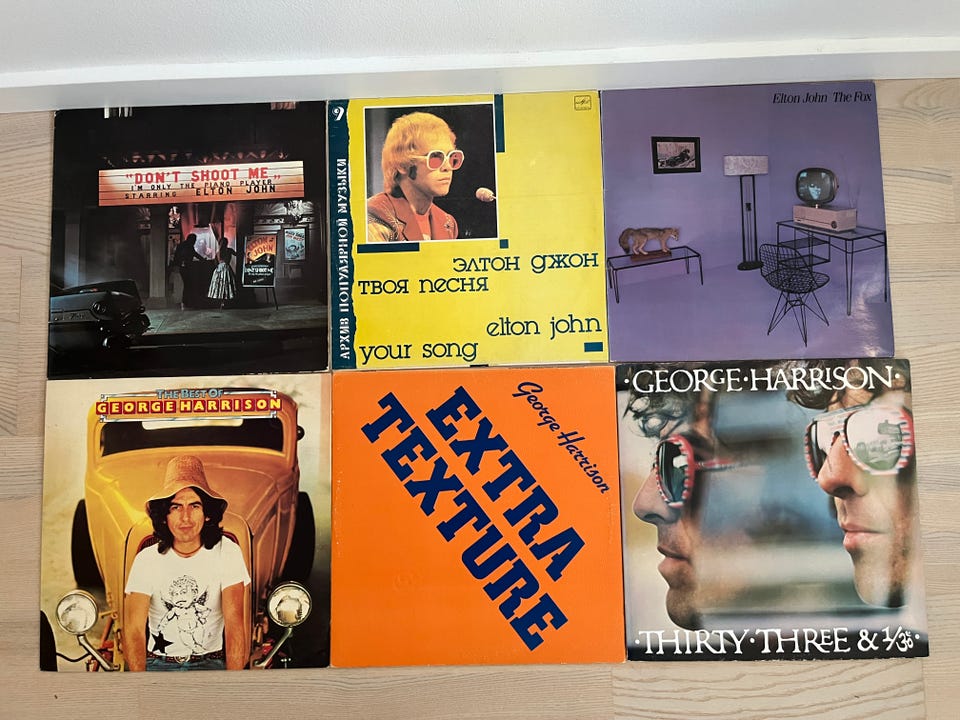 "DON'T SHOOT ME"
I'M ONLY THE PIANO PLAYER
STARRING ELTON JOHN
ELTON
JOHN
9
АРХИВ ПОПУЛЯРНОЙ МУЗЫКИ
элтон джон
твоя песня
elton john
your song
Elton John The Fox
THE BEST OF
GEORGE HARRISON
George Harrison
EXTRA
TEXTURE
·GEORGE·HARRISON·
·THIRTY·THREE & 1/3·